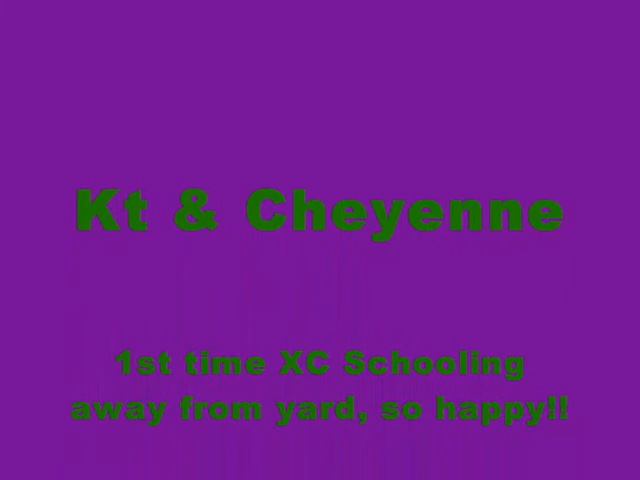 Kt & Cheyenne
1st time XC Schooling
away from yard, so happy!!